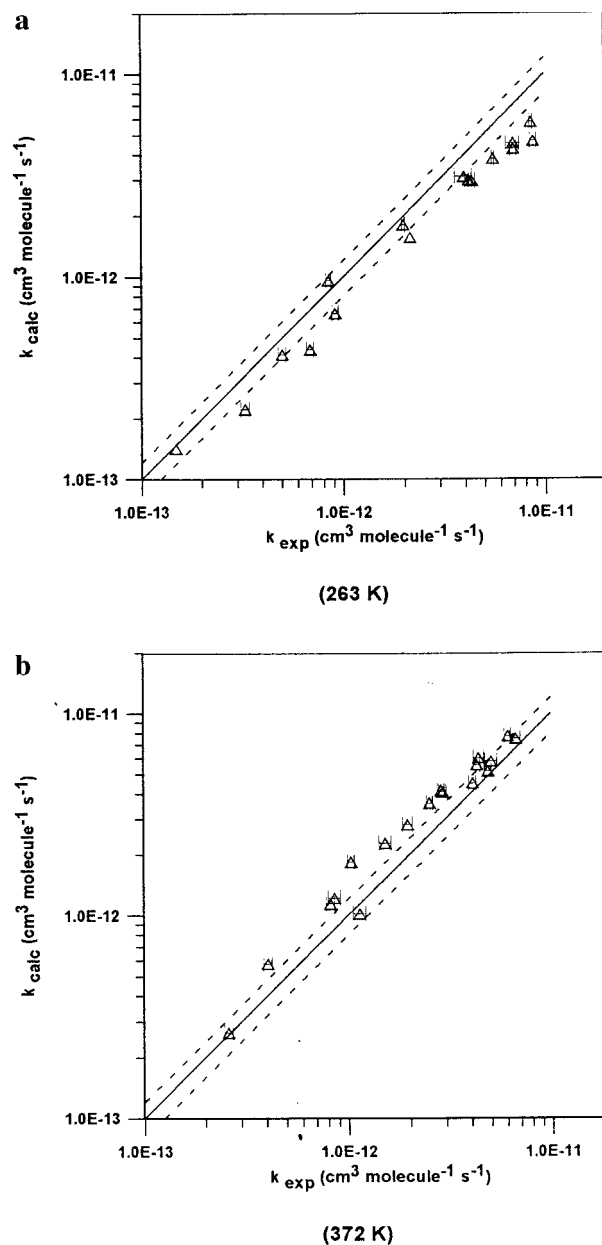 a
1.0E-11
1.0E-12
1.0E-13
k calc (cm3 molecule-1 s-1)
1.0E-13
1.0E-12
1.0E-11
k exp (cm3 molecule-1 s-1)
(263 K)
b
1.0E-11
1.0E-12
1.0E-13
k calc (cm3 molecule-1 s-1)
1.0E-13
1.0E-12
1.0E-11
k exp (cm3 molecule-1 s-1)
(372 K)